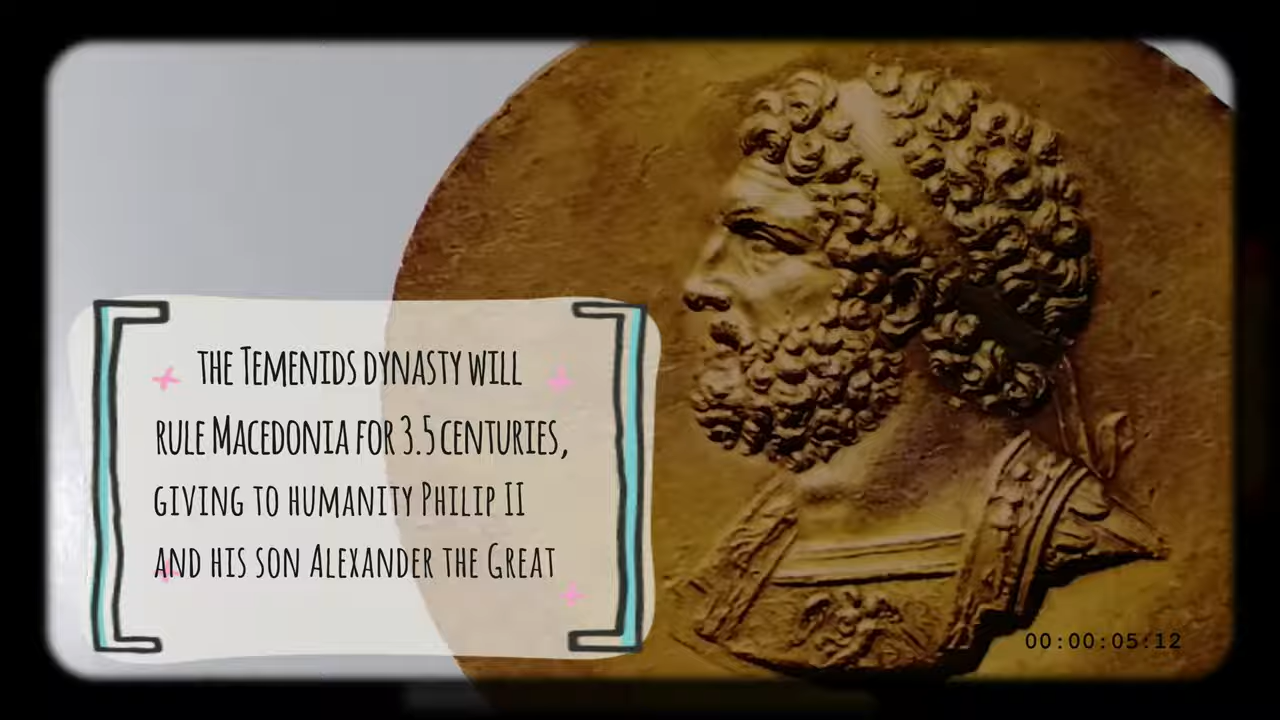 the Temenids dynasty will
rule Macedonia for 3.5 centuries,
giving to humanity Philip II
and his son Alexander the Great
00:00:05:12